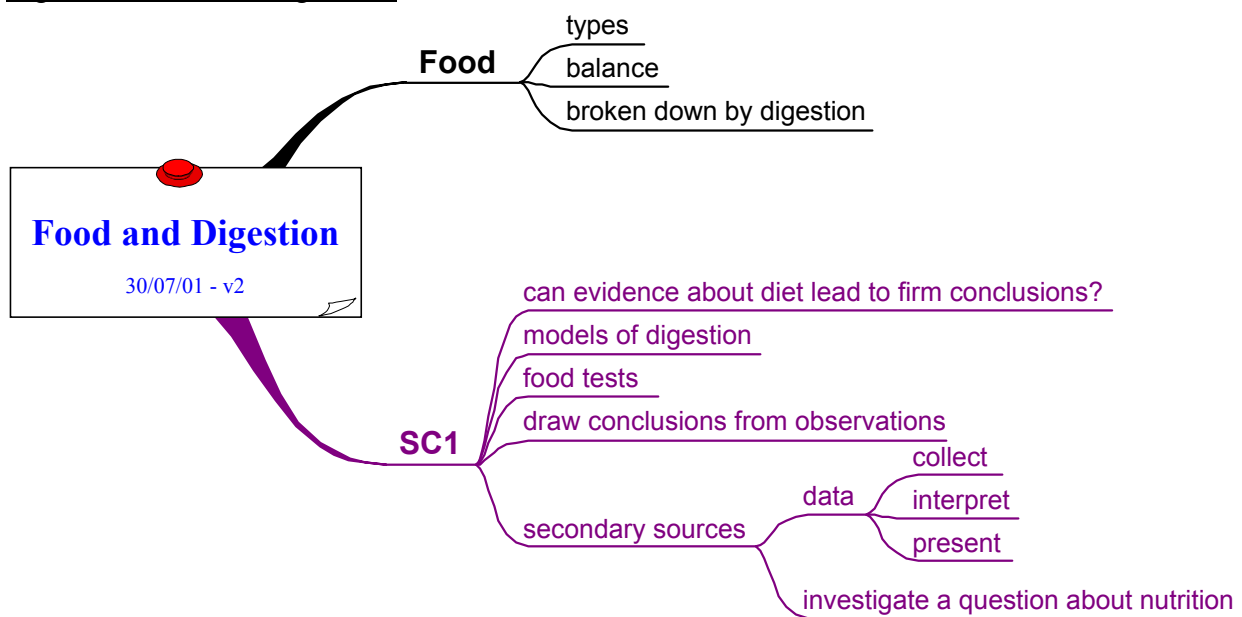 Food
types
balance
broken down by digestion
Food and Digestion
30/07/01 - v2
SC1
can evidence about diet lead to firm conclusions?
models of digestion
food tests
draw conclusions from observations
secondary sources
data
collect
interpret
present
investigate a question about nutrition